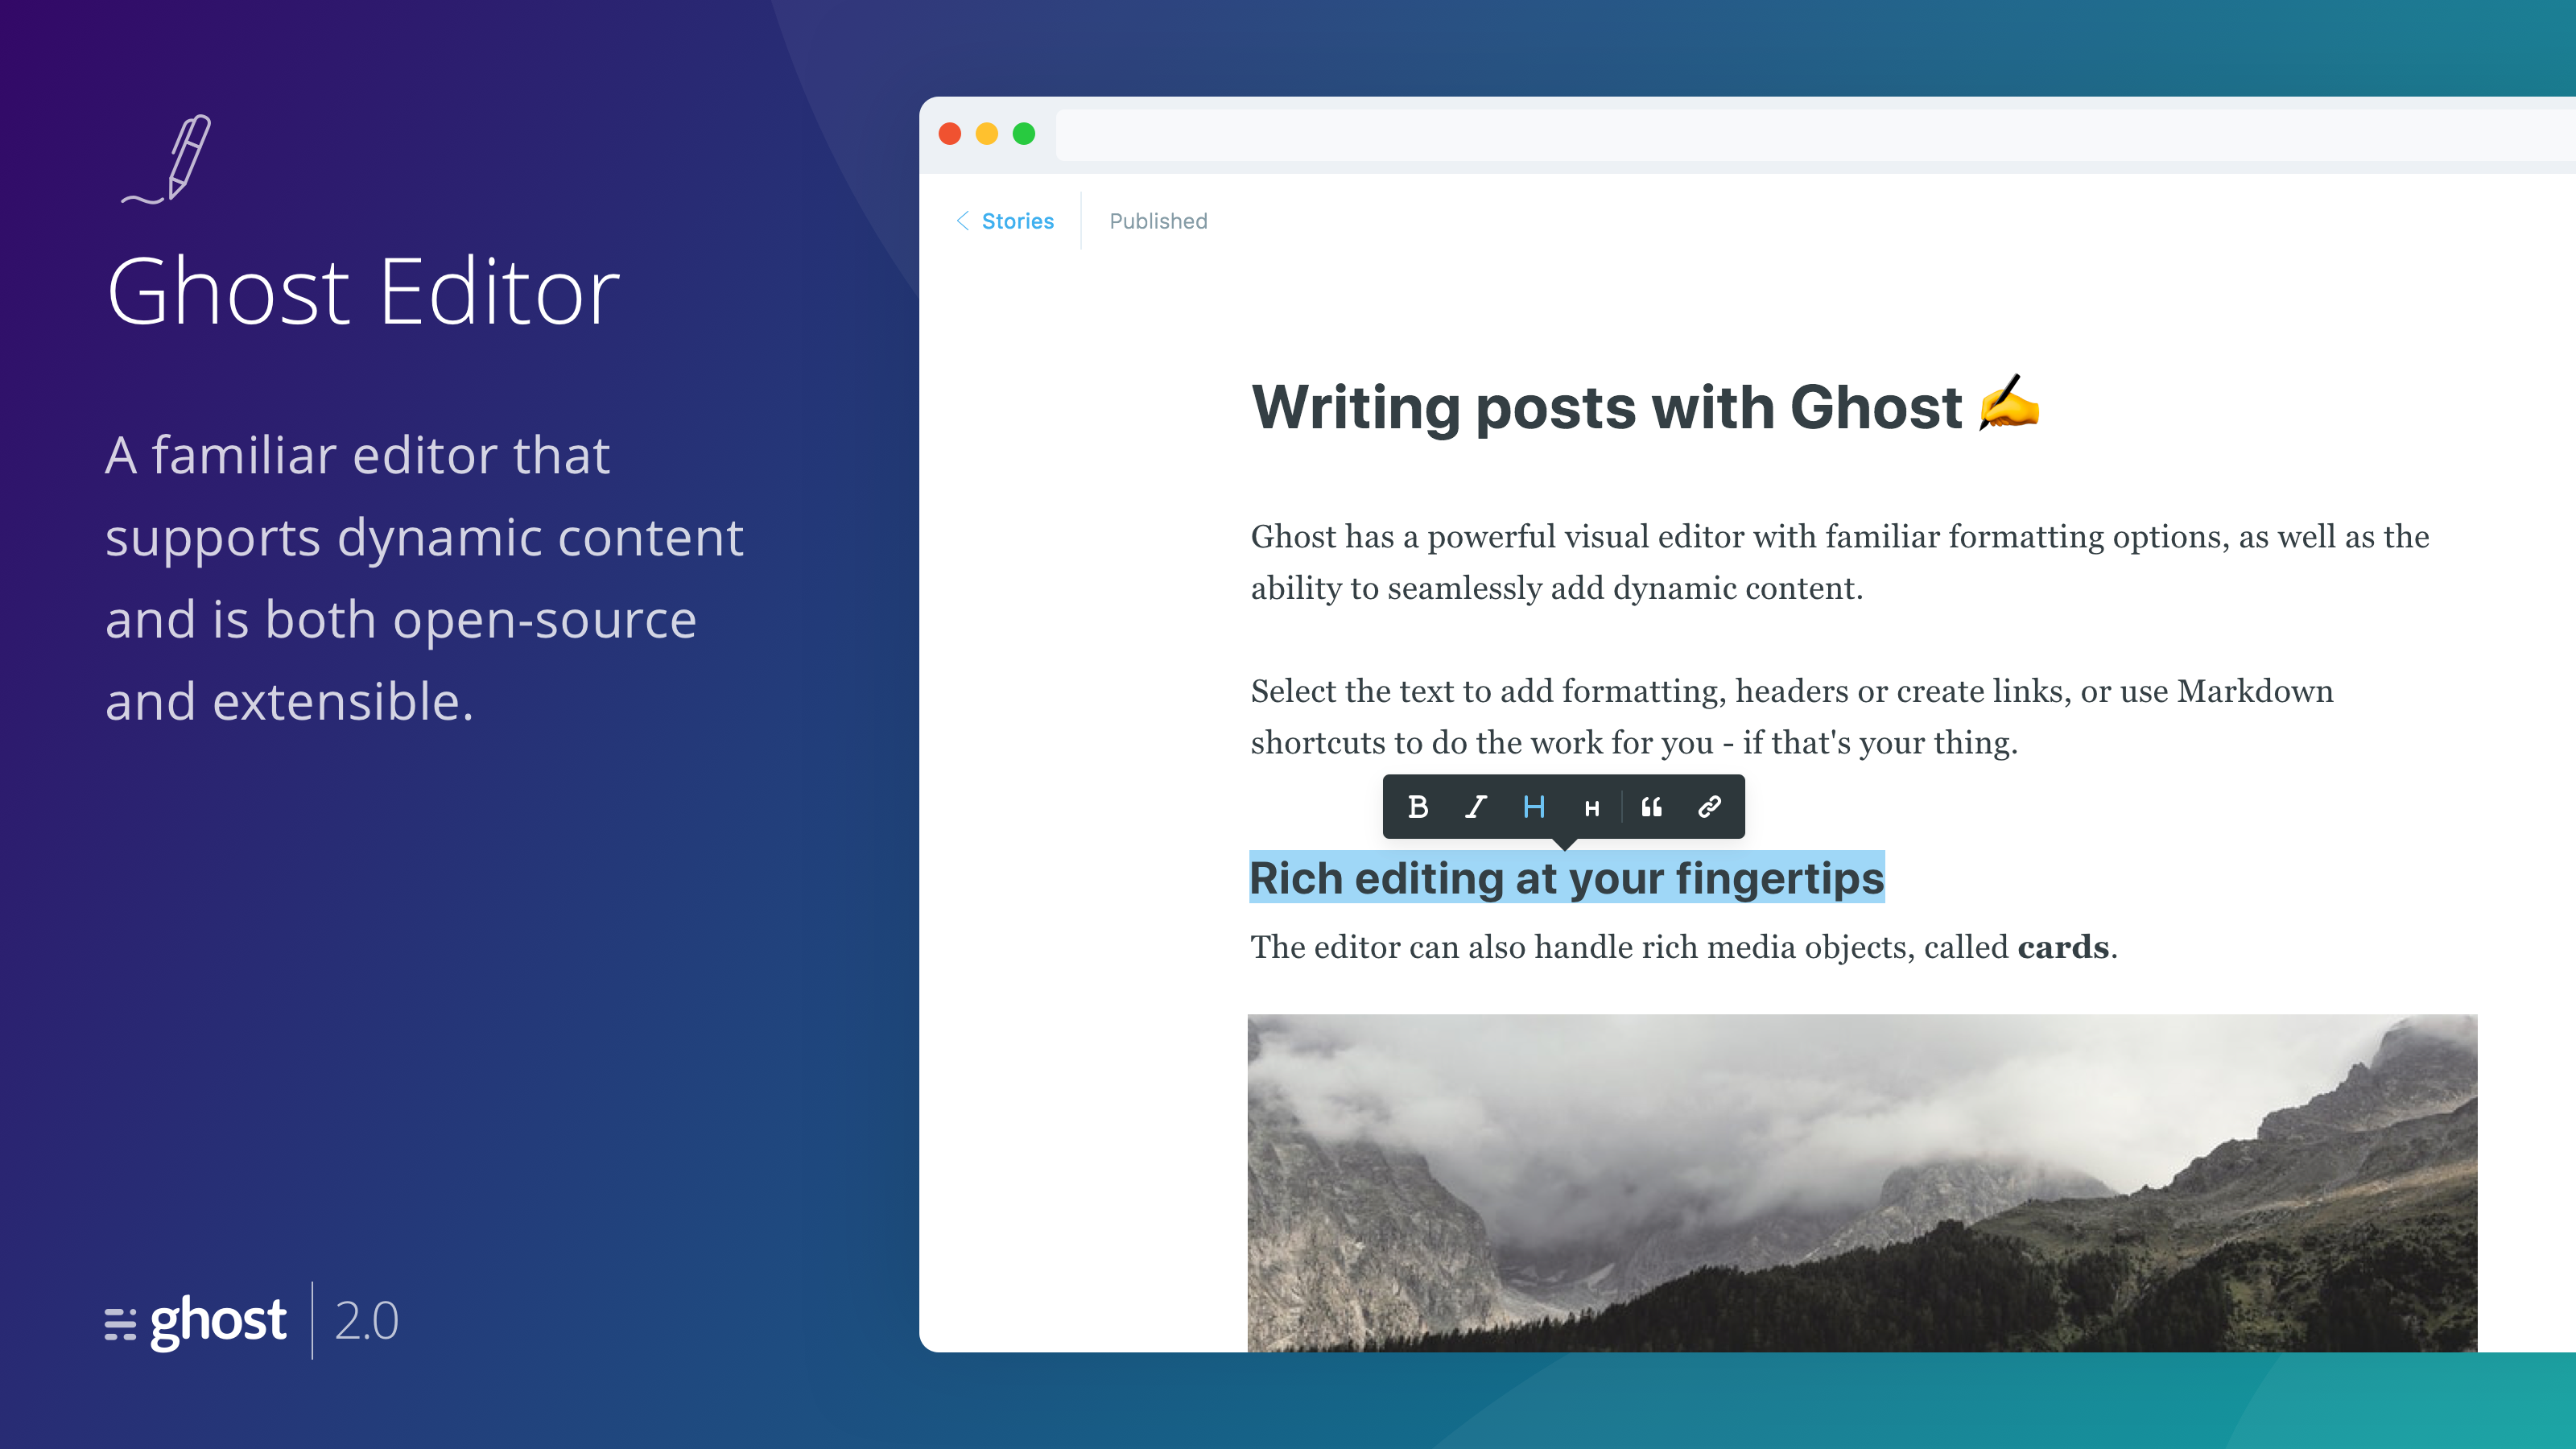 Ghost Editor
A familiar editor that
supports dynamic content
and is both open-source
and extensible.
ghost | 2.0
< Stories
Published
Writing posts with Ghost ✍️
Ghost has a powerful visual editor with familiar formatting options, as well as the
ability to seamlessly add dynamic content.
Select the text to add formatting, headers or create links, or use Markdown
shortcuts to do the work for you - if that's your thing.
B I H H “
Rich editing at your fingertips
The editor can also handle rich media objects, called cards.